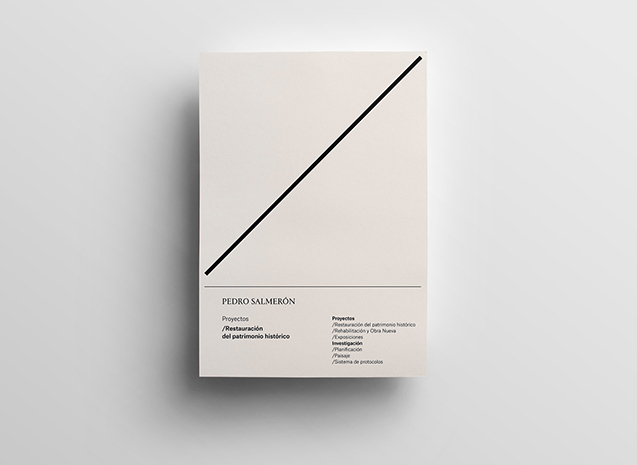 PEDRO SALMERÓN
Proyectos
/Restauración
del patrimonio histórico
Proyectos
/Restauración del patrimonio histórico
/Rehabilitación y Obra Nueva
/Exposiciones
Investigación
/Planificación
/Paisaje
/Sistema de protocolos